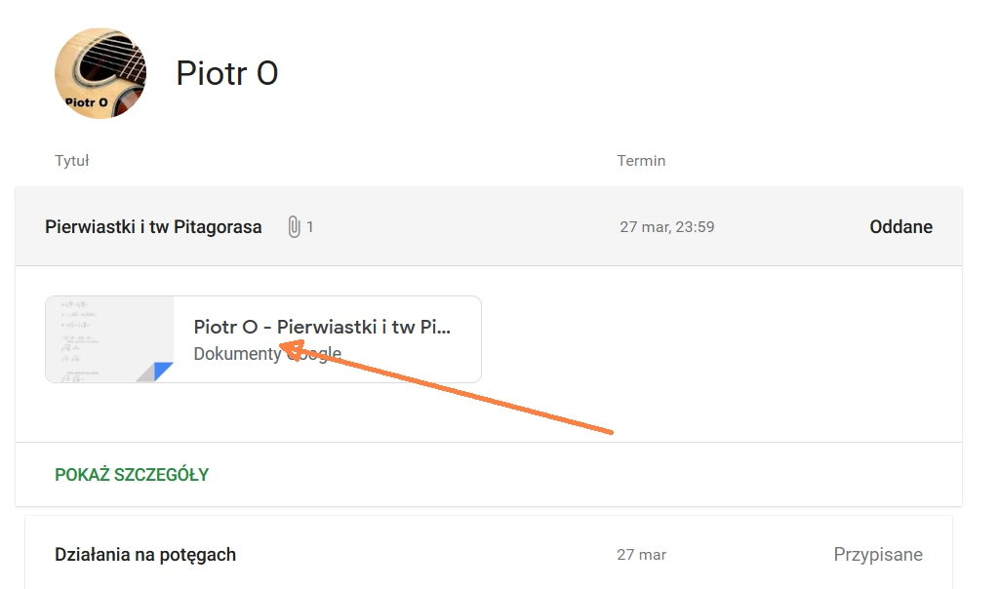 Piotr O
Piotr O
Tytuł Termin
Pierwiastki i tw Pitagorasa 1 27 mar, 23:59 Oddane
Piotr O - Pierwiastki i tw Pi...
Dokumenty Google
POKAŻ SZCZEGÓŁY
Działania na potęgach 27 mar Przypisane